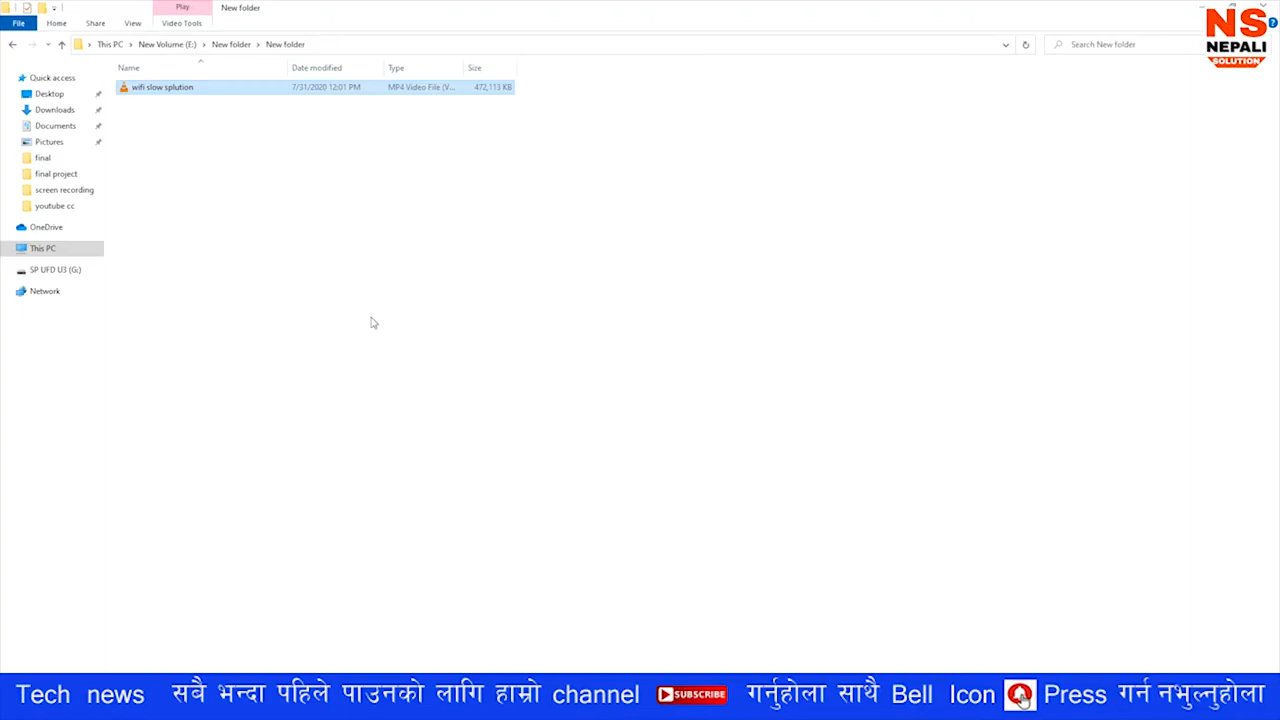 Play
New folder
File
Home
Share
View
Video Tools
This PC
New Volume (E:)
New folder
New folder
Search New folder
NS
NEPALI
SOLUTION
Name
Date modified
Type
Size
wifi slow splution
7/31/2020 12:01 PM
MP4 Video File (V...
472,113 KB
Quick access
Desktop
Downloads
Documents
Pictures
final
final project
screen recording
youtube cc
OneDrive
This PC
SP UFD U3 (G:)
Network
Tech news सबै भन्दा पहिले पाउनको लागि हाम्रो channel SUBSCRIBE गर्नुहोला साथै Bell Icon Press गर्न नभुल्नुहोला